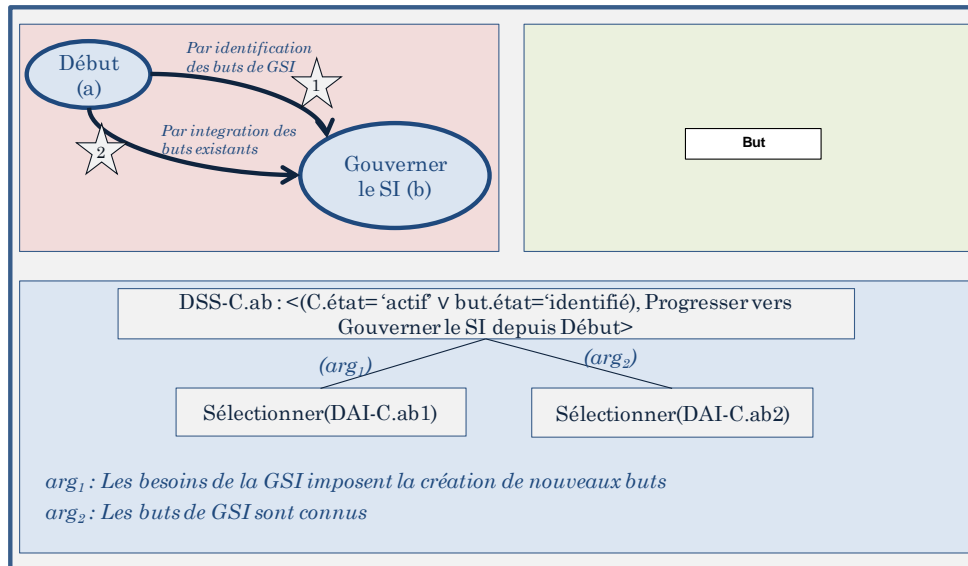 Par identification
des buts de GSI
Début
(a)
1
Par integration des
buts existants
2
Gouverner
le SI (b)
But
DSS-C.ab : <(C.état= ‘actif’ ∨ but.état=‘identifié), Progresser vers
Gouverner le SI depuis Début>
(arg1)
(arg2)
Sélectionner(DAI-C.ab1)
Sélectionner(DAI-C.ab2)
arg1 : Les besoins de la GSI imposent la création de nouveaux buts
arg2 : Les buts de GSI sont connus